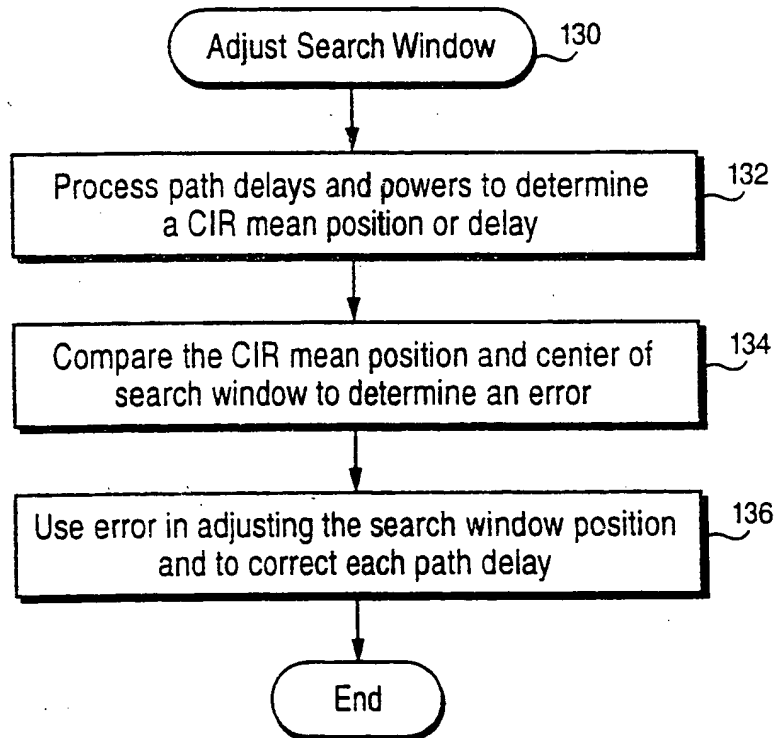 Adjust Search Window
130
Process path delays and powers to determine
a CIR mean position or delay
132
Compare the CIR mean position and center of
search window to determine an error
134
Use error in adjusting the search window position
and to correct each path delay
136
End